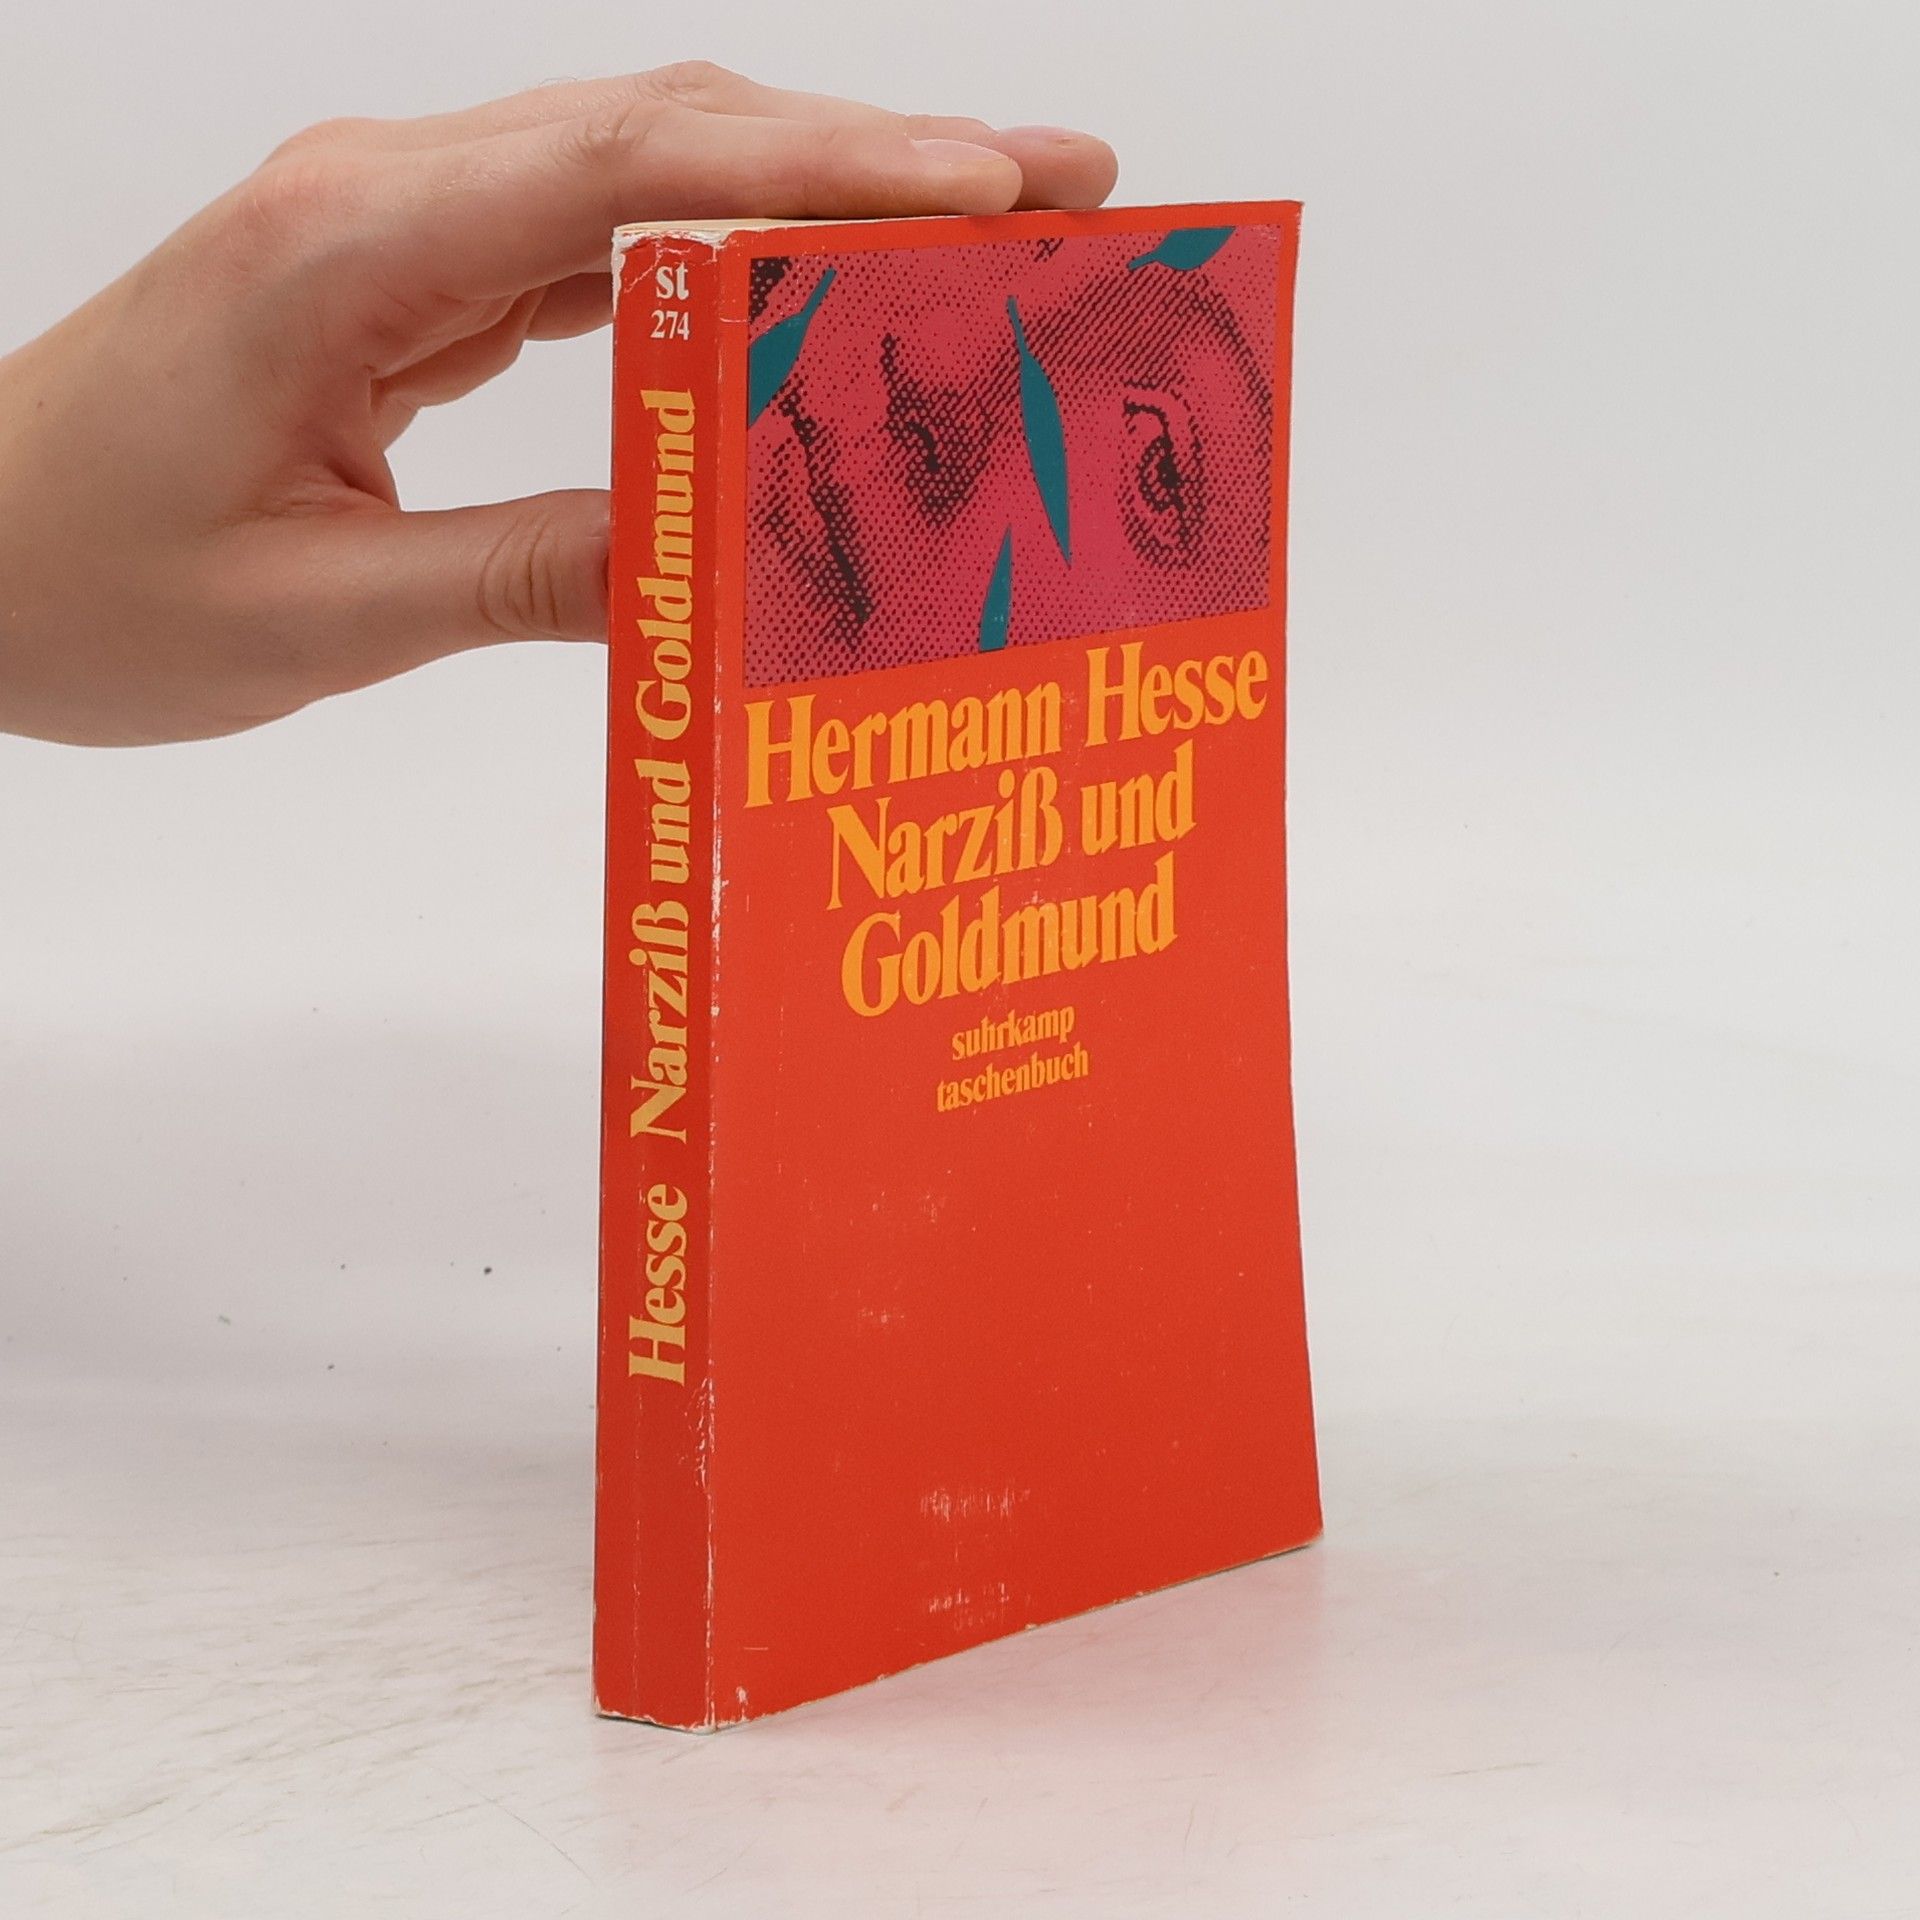 st
274
Hesse Narziß und Goldmund
Hermann Hesse
Narziß und
Goldmund
suhrkamp
taschenbuch